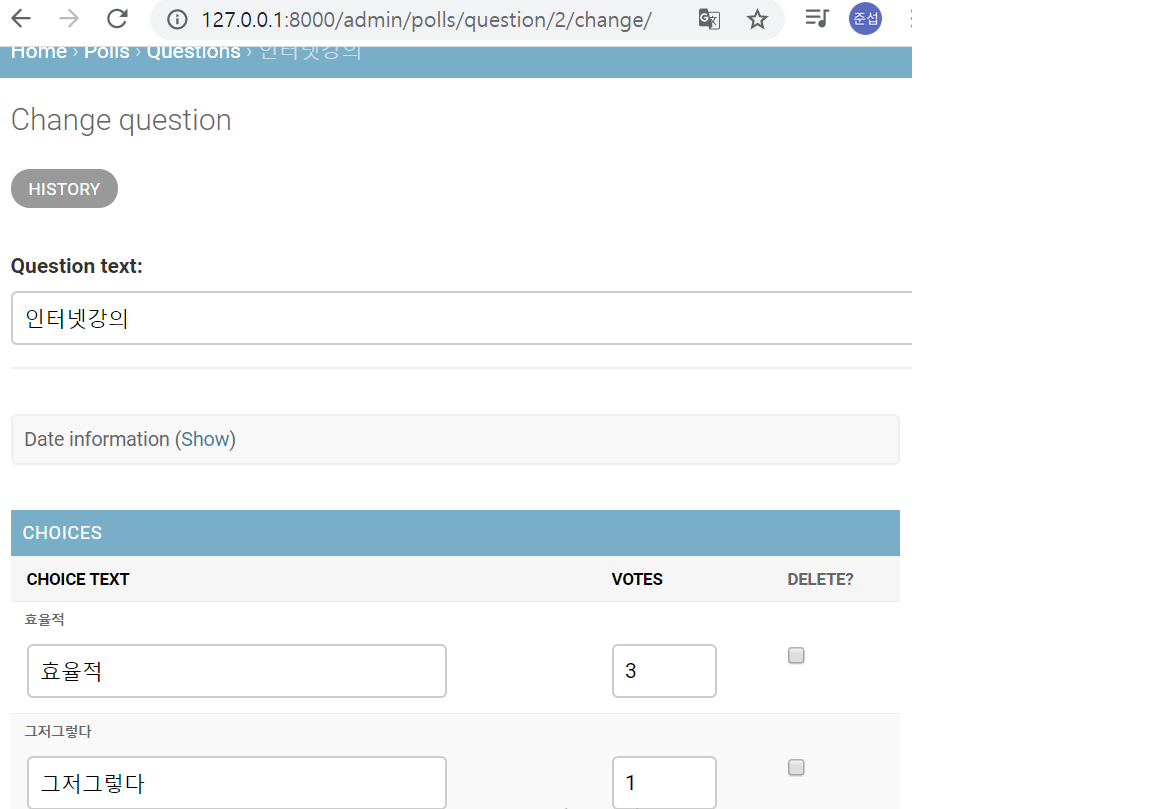 127.0.0.1:8000/admin/polls/question/2/change/
준섭
Home › Polls › Questions › 인터넷강의
Change question
HISTORY
Question text:
인터넷강의
Date information (Show)
CHOICES
CHOICE TEXT VOTES DELETE?
효율적
효율적 3
그저그렇다
그저그렇다 1